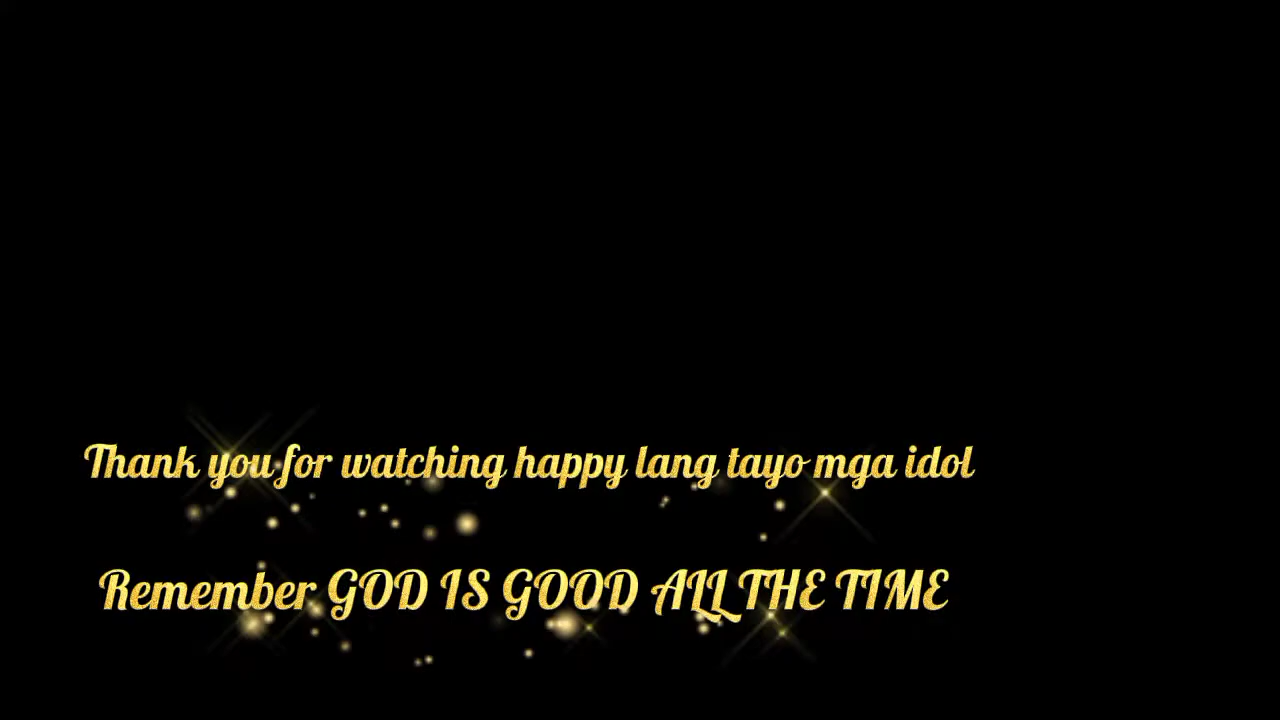 Thank you for watching happy lang tayo mga idol
Remember GOD IS GOOD ALL THE TIME